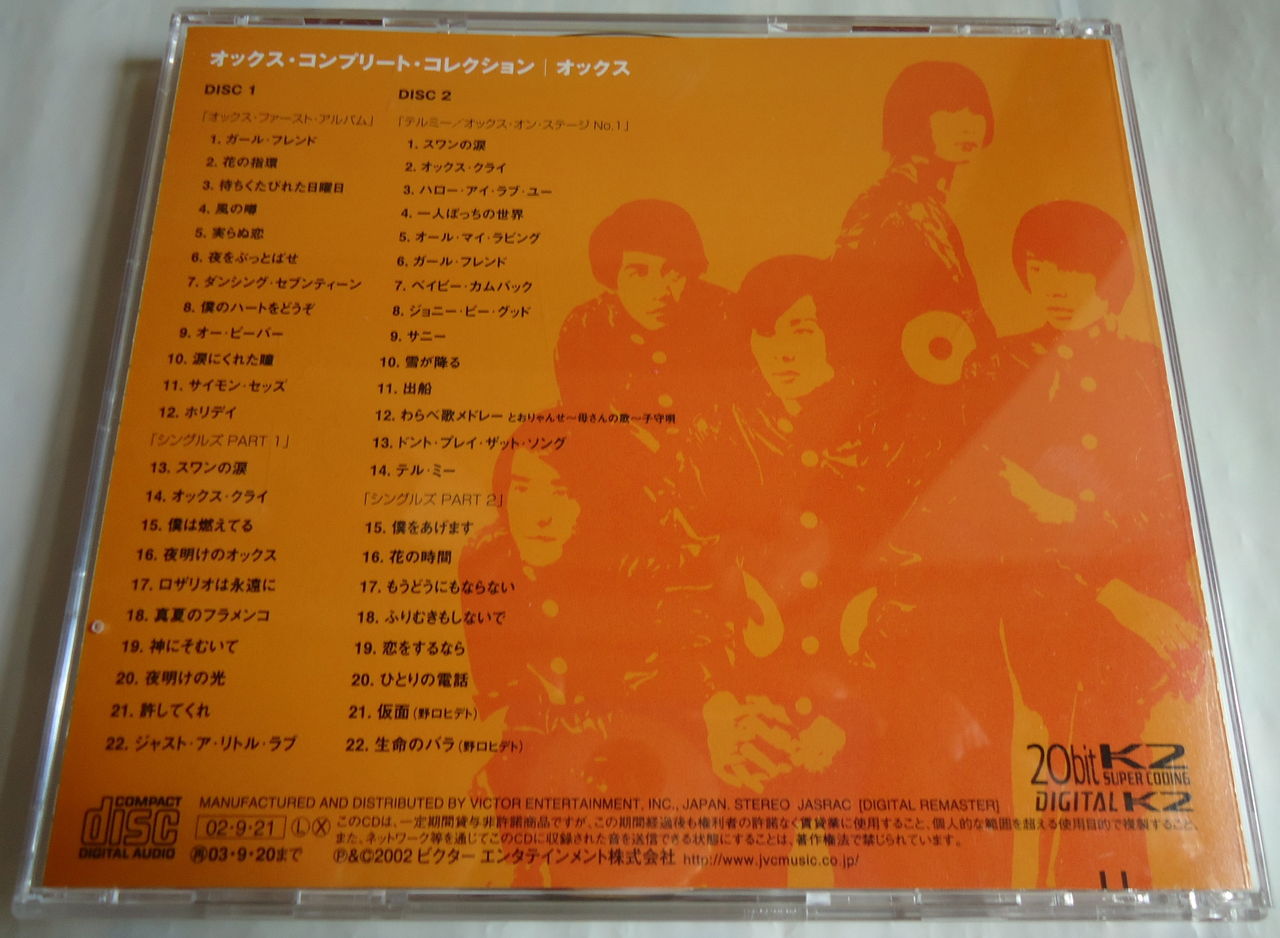 オックス・コンプリート・コレクション｜オックス
DISC 1
「オックス・ファースト・アルバム」
1. ガール・フレンド
2. 花の指環
3. 待ちくたびれた日曜日
4. 風の噂
5. 実らぬ恋
6. 夜をぶっとばせ
7. ダンシング・セブンティーン
8. 僕のハートをどうぞ
9. オー・ビーバー
10. 涙にくれた瞳
11. サイモン・セッズ
12. ホリデイ
「シングルズ PART 1」
13. スワンの涙
14. オックス・クライ
15. 僕は燃えてる
16. 夜明けのオックス
17. ロザリオは永遠に
18. 真夏のフラメンコ
19. 神にそむいて
20. 夜明けの光
21. 許してくれ
22. ジャスト・ア・リトル・ラブ
DISC 2
「テルミー／オックス・オン・ステージ No.1」
1. スワンの涙
2. オックス・クライ
3. ハロー・アイ・ラブ・ユー
4. 一人ぼっちの世界
5. オール・マイ・ラビング
6. ガール・フレンド
7. ベイビー・カムバック
8. ジョニー・ビー・グッド
9. サニー
10. 雪が降る
11. 出船
12. わらべ歌メドレー とおりゃんせ〜母さんの歌〜子守唄
13. ドント・プレイ・ザット・ソング
14. テル・ミー
「シングルズ PART 2」
15. 僕をあげます
16. 花の時間
17. もうどうにもならない
18. ふりむきもしないで
19. 恋をするなら
20. ひとりの電話
21. 仮面（野口ヒデト）
22. 生命のバラ（野口ヒデト）
20bit K2
SUPER CODING
DIGITAL K2
COMPACT
disc
DIGITAL AUDIO
MANUFACTURED AND DISTRIBUTED BY VICTOR ENTERTAINMENT, INC., JAPAN. STEREO JASRAC [DIGITAL REMASTER]
02・9・21 Ⓛ Ⓧ このCDは、一定期間貸与非許諾商品ですが、この期間経過後も権利者の許諾なく賃貸業に使用すること、個人的な範囲を超える使用目的で複製すること、
また、ネットワーク等を通じてこのCDに収録された音を送信できる状態にすることは、著作権法で禁じられています。
㊥03・9・20まで ℗&©2002 ビクター エンタテインメント株式会社 http://www.jvcmusic.co.jp/